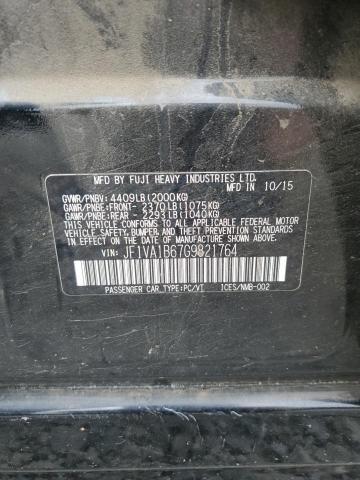 MFD BY FUJI HEAVY INDUSTRIES LTD.
MFD IN 10/15
GVWR/PNBV: 4409LB(2000KG)
GAWR/PNBE:FRONT- 2370LB(1075KG)
GAWR/PNBE:REAR - 2293LB(1040KG)
THIS VEHICLE CONFORMS TO ALL APPLICABLE FEDERAL MOTOR
VEHICLE SAFETY, BUMPER, AND THEFT PREVENTION STANDARDS
IN EFFECT ON THE DATE OF MANUFACTURE SHOWN ABOVE.
VIN: JF1VA1B67G9821764
PASSENGER CAR,TYPE:PC/VT ICES/NMB-002